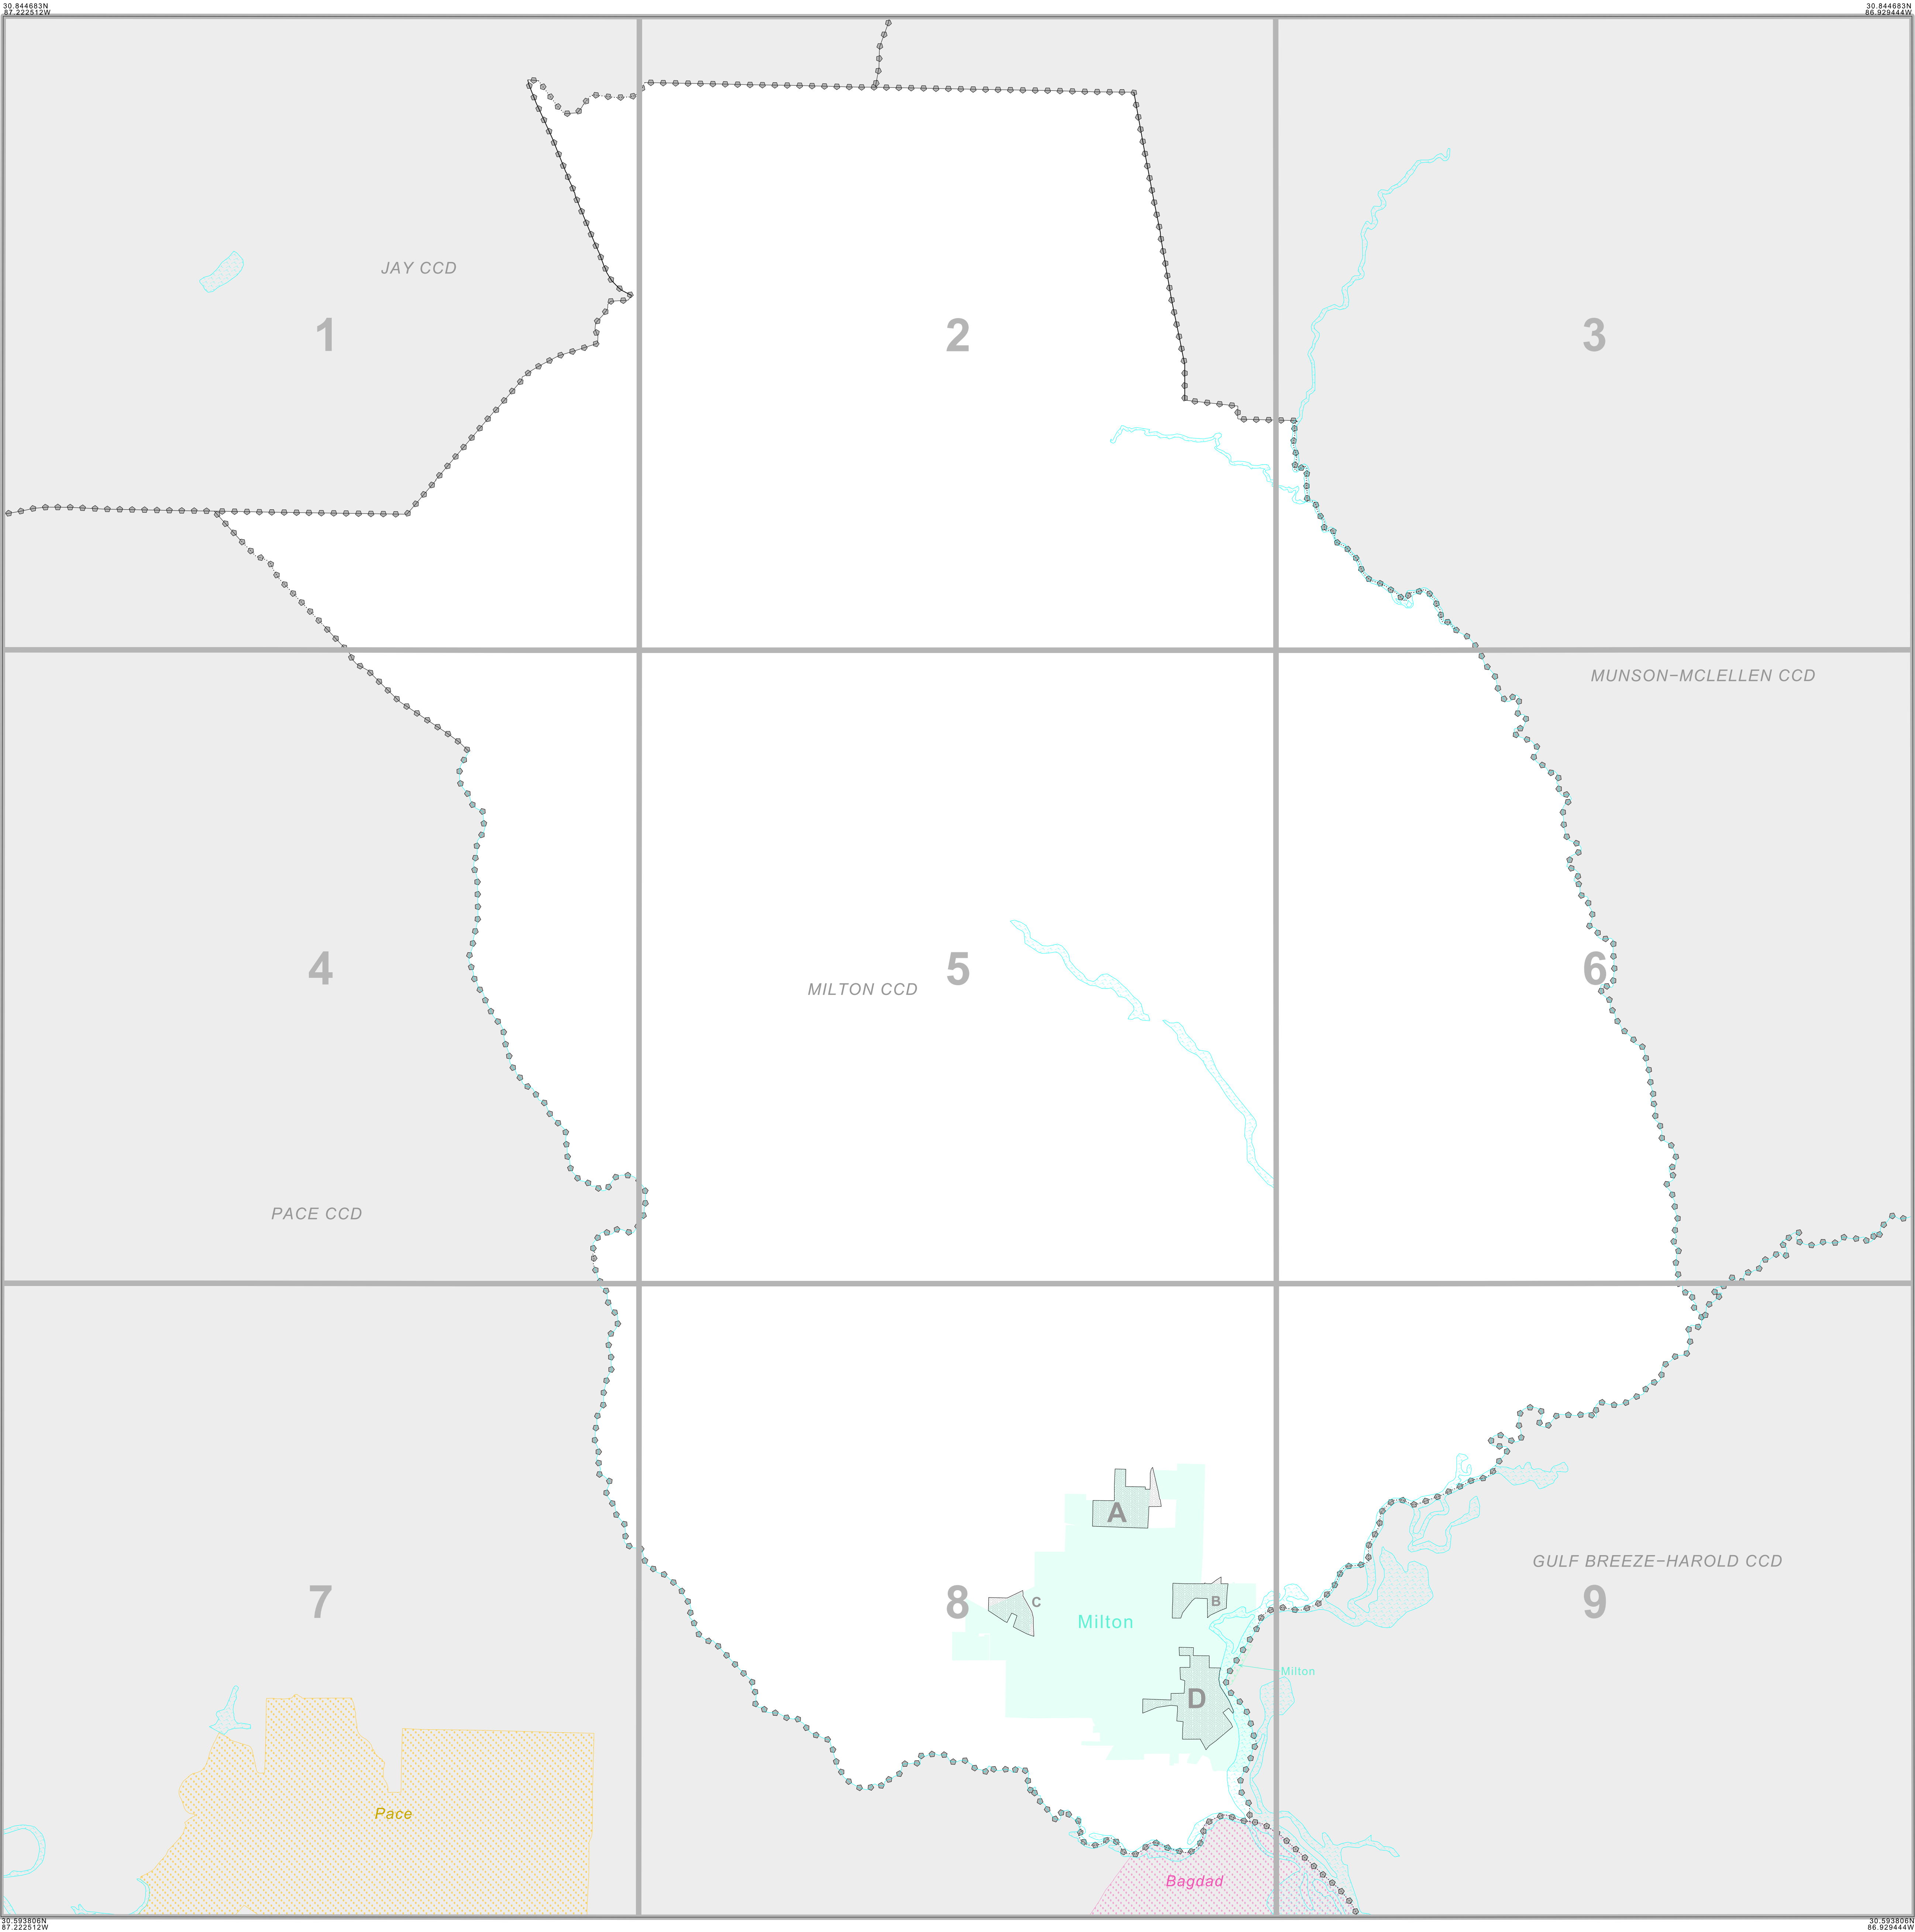 30.844683N
87.222512W
30.844683N
86.929444W
JAY CCD
1
2
3
MUNSON-MCLELLEN CCD
4
5
6
MILTON CCD
PACE CCD
A
GULF BREEZE-HAROLD CCD
7
8
C
B
9
Milton
Milton
D
Pace
Bagdad
30.593806N
87.222512W
30.593806N
86.929444W